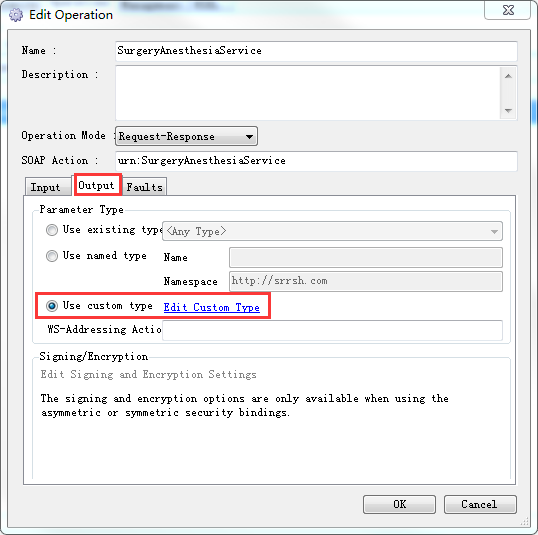 Edit Operation
Name : SurgeryAnesthesiaService
Description :
Operation Mode : Request-Response
SOAP Action : urn:SurgeryAnesthesiaService
Input Output Faults
Parameter Type
Use existing type <Any Type>
Use named type Name
Namespace http://srrsh.com
Use custom type Edit Custom Type
WS-Addressing Actio
Signing/Encryption
Edit Signing and Encryption Settings
The signing and encryption options are only available when using the
asymmetric or symmetric security bindings.
OK Cancel